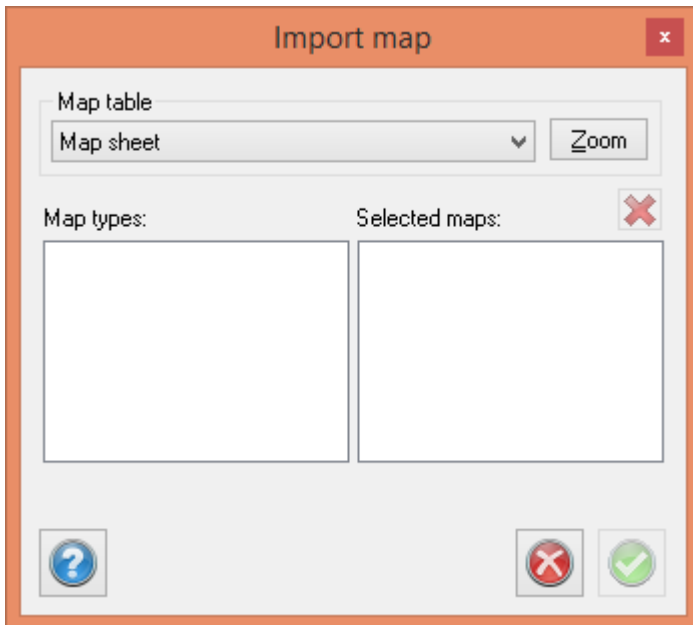 Import map
x
Map table
Map sheet
Zoom
Map types:
Selected maps:
?